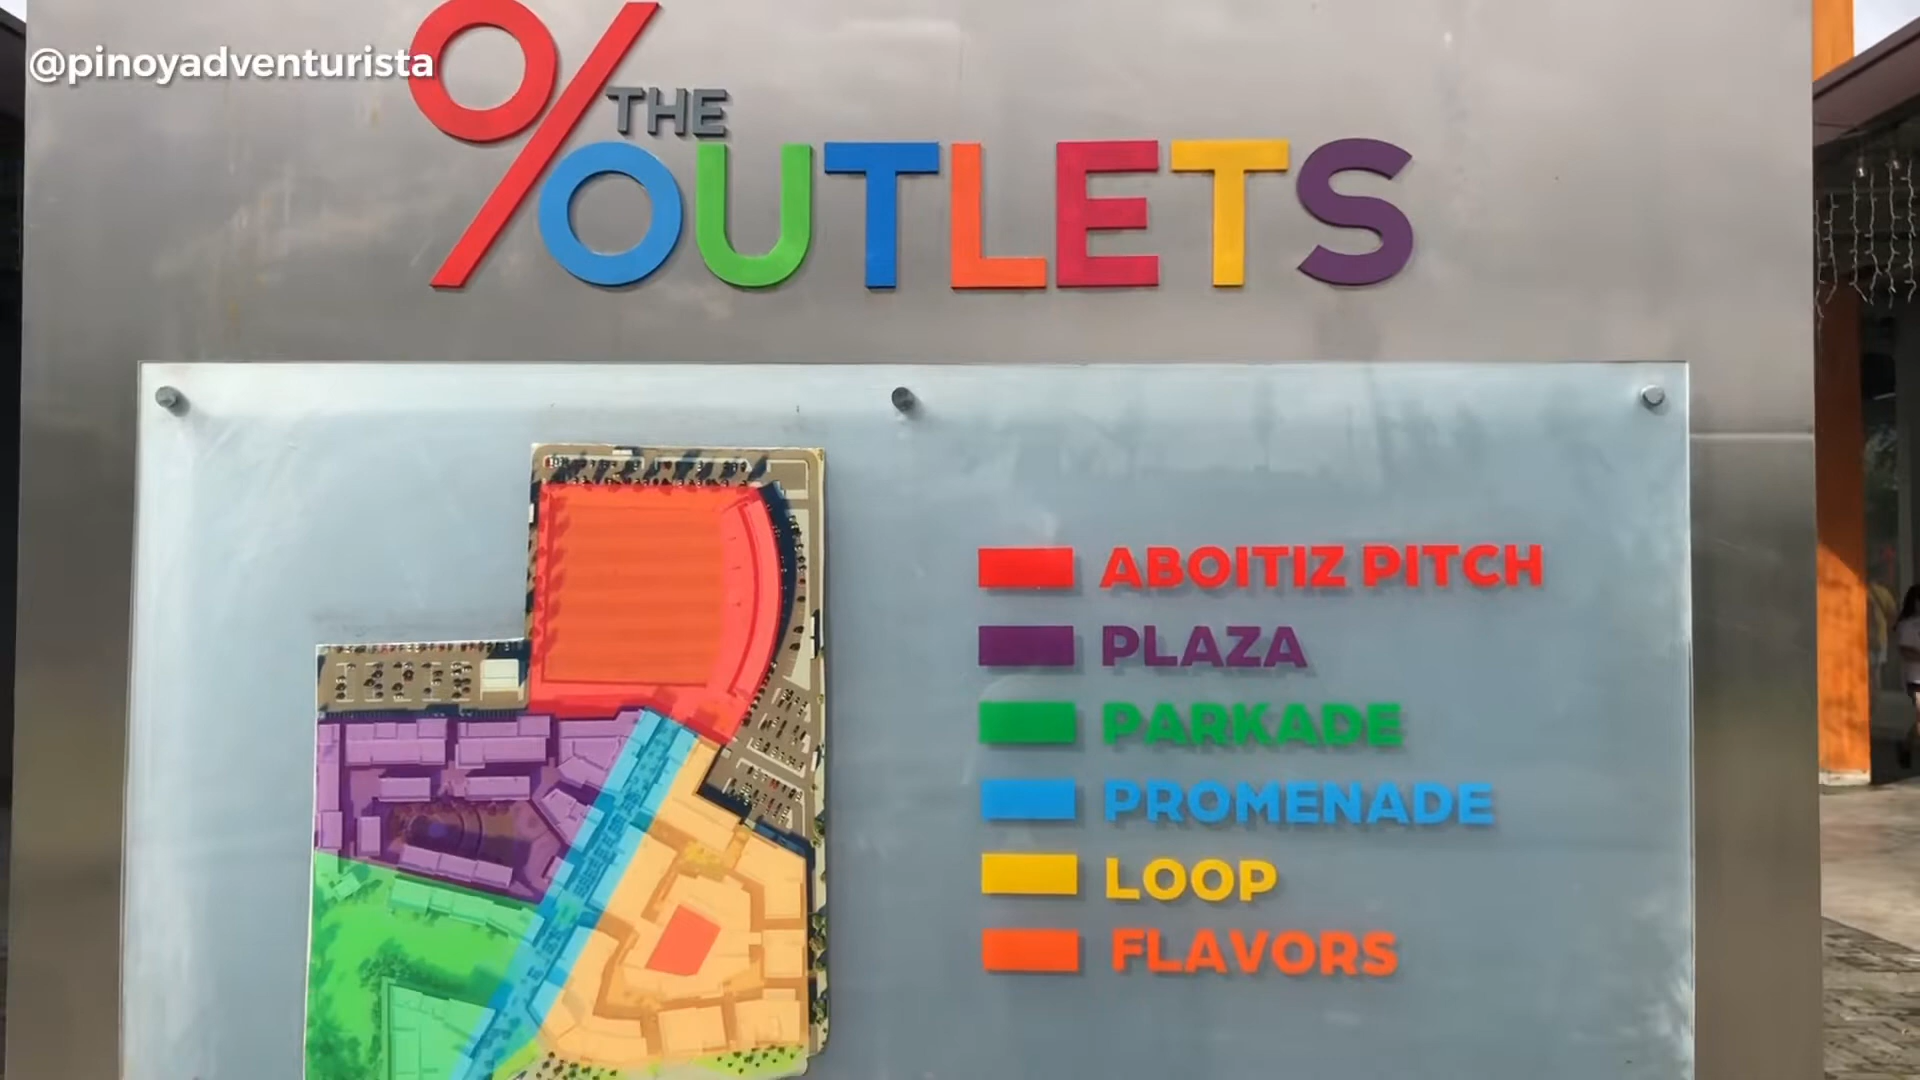 @pinoyadventurista
% THE
OUTLETS
ABOITIZ PITCH
PLAZA
PARKADE
PROMENADE
LOOP
FLAVORS